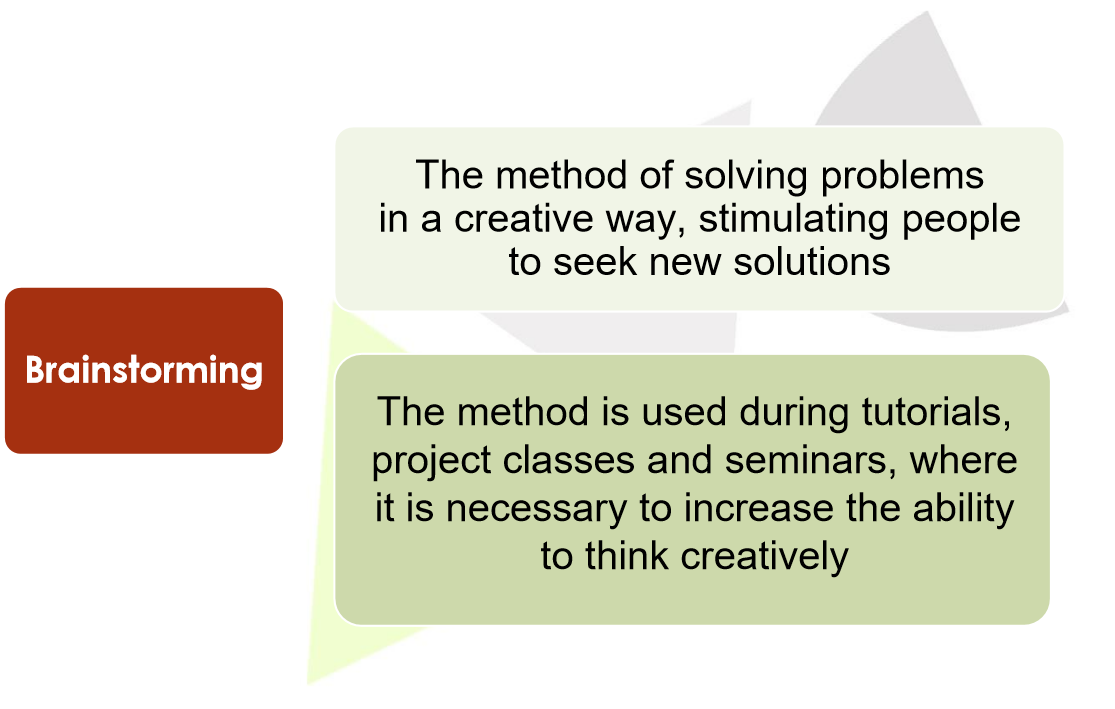 Brainstorming
The method of solving problems
in a creative way, stimulating people
to seek new solutions
The method is used during tutorials,
project classes and seminars, where
it is necessary to increase the ability
to think creatively